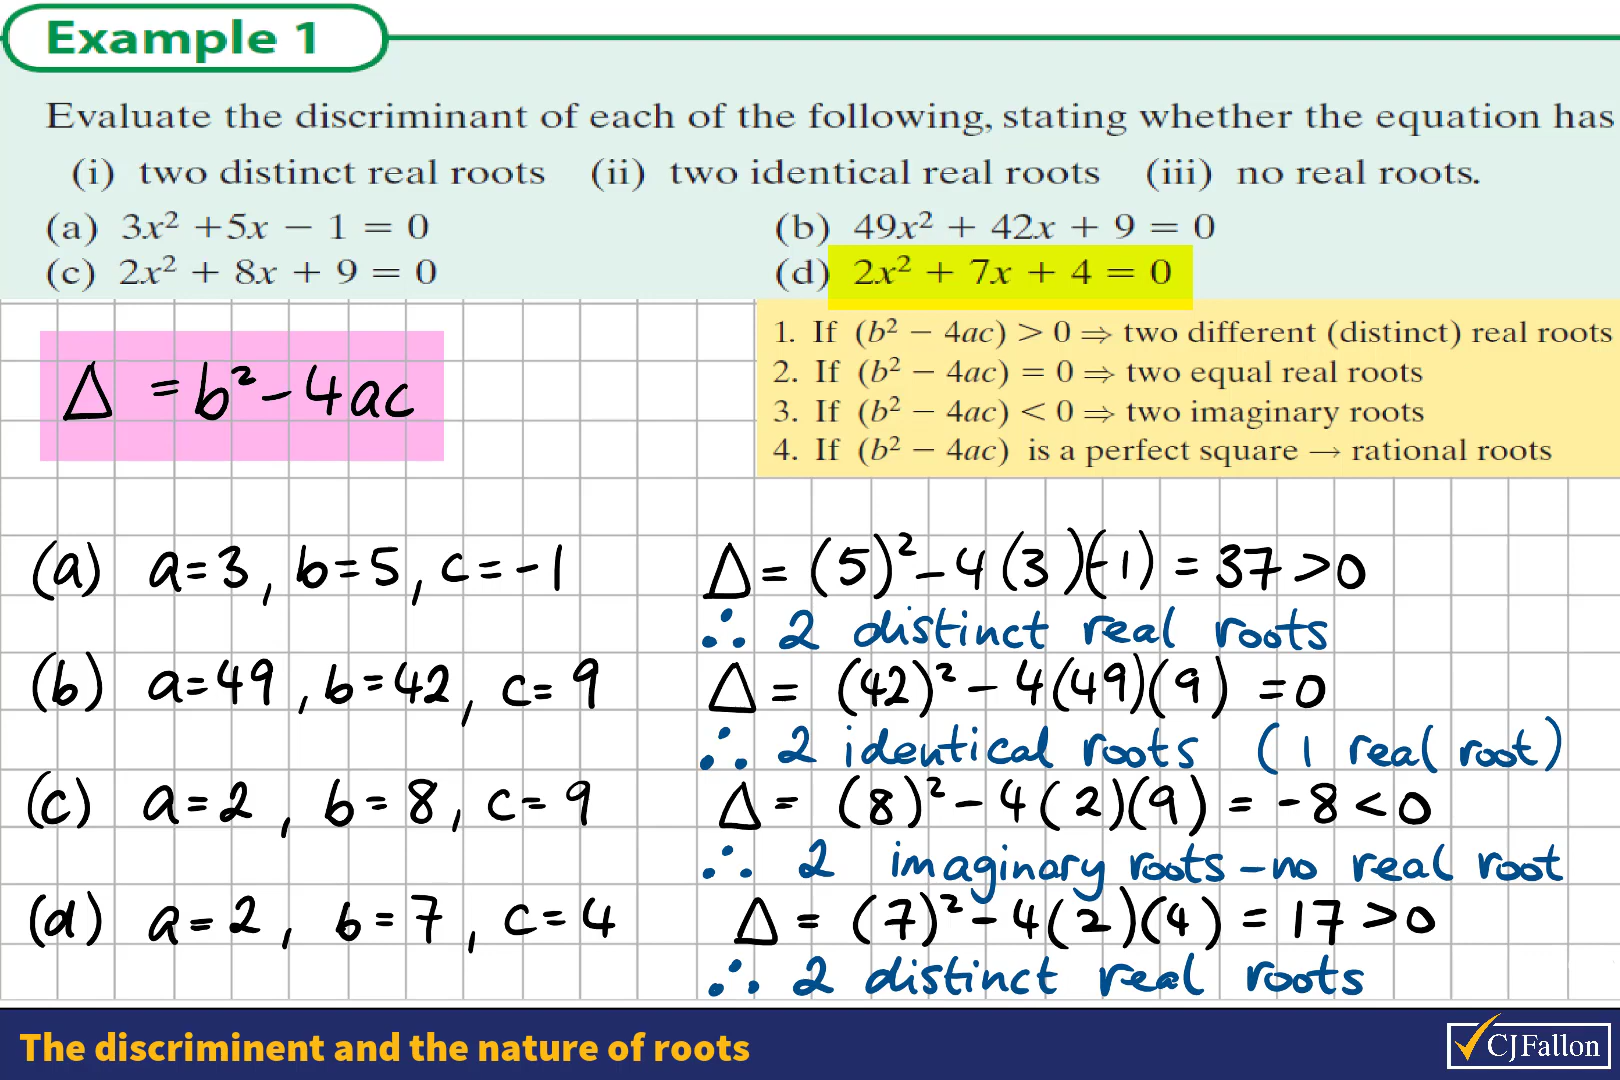 Example 1
Evaluate the discriminant of each of the following, stating whether the equation has
(i) two distinct real roots (ii) two identical real roots (iii) no real roots.
(a) 3x² +5x − 1 = 0 (b) 49x² + 42x + 9 = 0
(c) 2x² + 8x + 9 = 0 (d) 2x² + 7x + 4 = 0
Δ = b² − 4ac
1. If (b² − 4ac) > 0 ⇒ two different (distinct) real roots
2. If (b² − 4ac) = 0 ⇒ two equal real roots
3. If (b² − 4ac) < 0 ⇒ two imaginary roots
4. If (b² − 4ac) is a perfect square → rational roots
(a) a=3, b=5, c=-1 Δ = (5)² - 4(3)(-1) = 37 > 0
∴ 2 distinct real roots
(b) a=49, b=42, c=9 Δ = (42)² - 4(49)(9) = 0
∴ 2 identical roots (1 real root)
(c) a=2, b=8, c=9 Δ = (8)² - 4(2)(9) = -8 < 0
∴ 2 imaginary roots - no real root
(d) a=2, b=7, c=4 Δ = (7)² - 4(2)(4) = 17 > 0
∴ 2 distinct real roots
The discriminent and the nature of roots
CJFallon